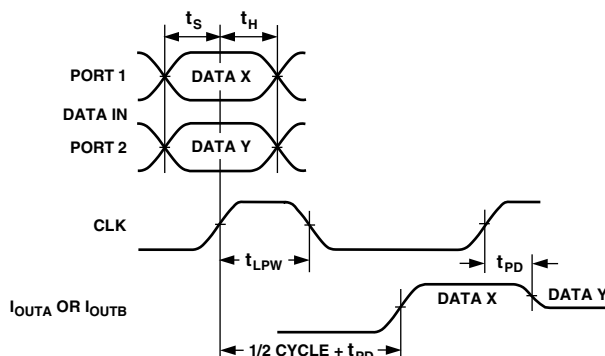 tS tH
PORT 1 DATA X
DATA IN
PORT 2 DATA Y
CLK
tLPW tPD
IOUTA OR IOUTB DATA X DATA Y
1/2 CYCLE + tPD